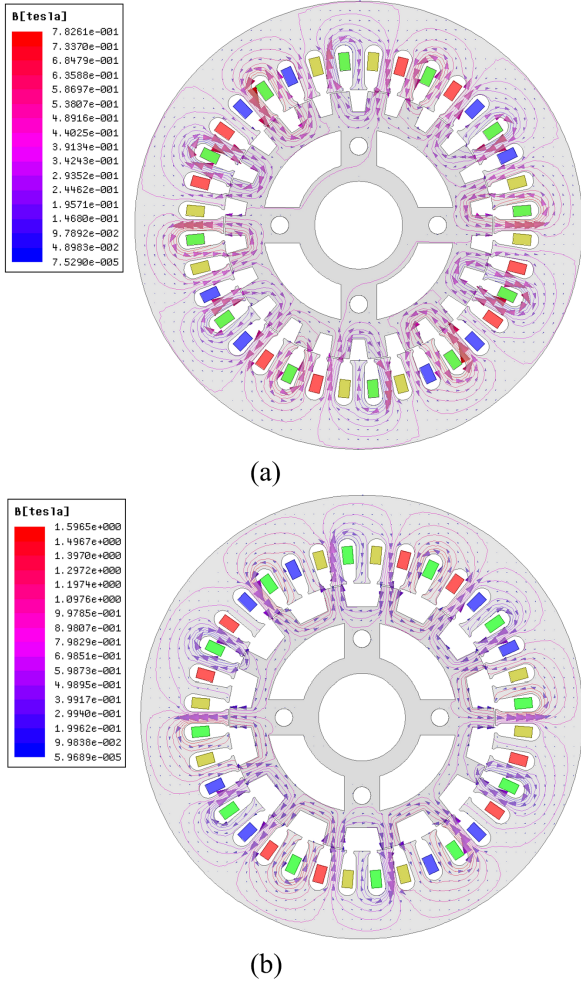 B[tesla]
7.8261e-001
7.3370e-001
6.8479e-001
6.3588e-001
5.8697e-001
5.3807e-001
4.8916e-001
4.4025e-001
3.9134e-001
3.4243e-001
2.9352e-001
2.4462e-001
1.9571e-001
1.4680e-001
9.7892e-002
4.8983e-002
7.5290e-005
(a)
B[tesla]
1.5965e+000
1.4967e+000
1.3970e+000
1.2972e+000
1.1974e+000
1.0976e+000
9.9785e-001
8.9807e-001
7.9829e-001
6.9851e-001
5.9873e-001
4.9895e-001
3.9917e-001
2.9940e-001
1.9962e-001
9.9838e-002
5.9689e-005
(b)